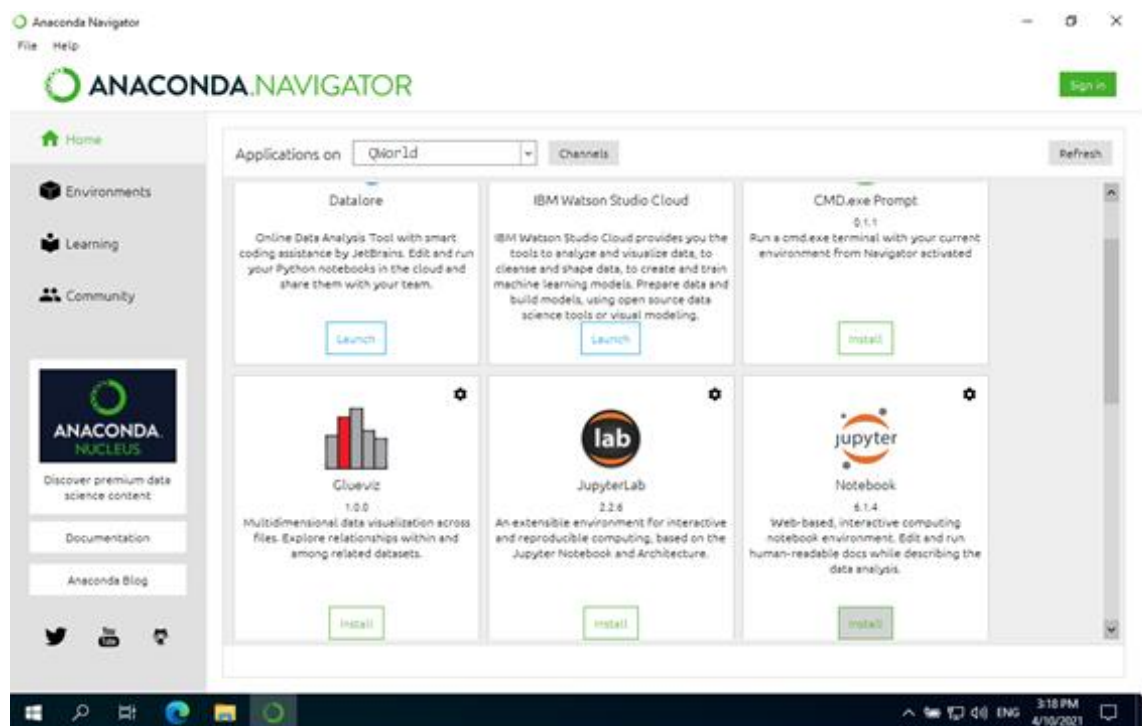 Anaconda Navigator
File Help
ANACONDA.NAVIGATOR
Sign in
Home
Environments
Learning
Community
ANACONDA.
NUCLEUS
Discover premium data
science content
Documentation
Anaconda Blog
You
Tube
Applications on QWorld Channels Refresh
Datalore
Online Data Analysis Tool with smart
coding assistance by JetBrains. Edit and run
your Python notebooks in the cloud and
share them with your team.
Launch
IBM Watson Studio Cloud
IBM Watson Studio Cloud provides you the
tools to analyze and visualize data, to
cleanse and shape data, to create and train
machine learning models. Prepare data and
build models, using open source data
science tools or visual modeling.
Launch
CMD.exe Prompt
0.1.1
Run a cmd.exe terminal with your current
environment from Navigator activated
Install
Glueviz
1.0.0
Multidimensional data visualization across
files. Explore relationships within and
among related datasets.
Install
lab
JupyterLab
2.2.6
An extensible environment for interactive
and reproducible computing, based on the
Jupyter Notebook and Architecture.
Install
jupyter
Notebook
6.1.4
Web-based, interactive computing
notebook environment. Edit and run
human-readable docs while describing the
data analysis.
Install
ENG
3:18 PM
4/10/2021